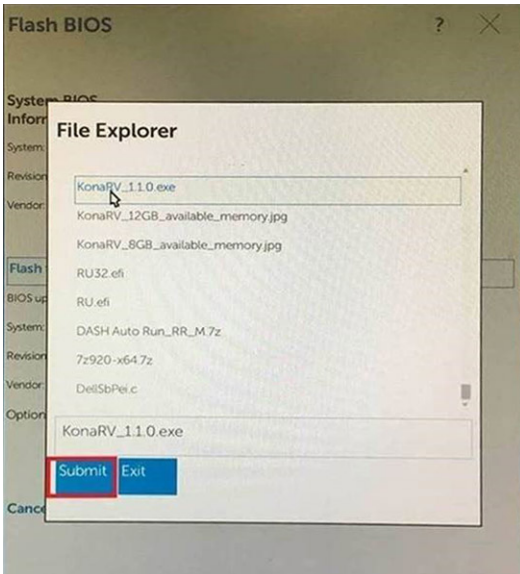 Flash BIOS
?
System BIOS
Infor
System:
Revision
Vendor:
Flash
BIOS up
System:
Revision
Vendor:
Option
Cance
File Explorer
KonaRV_1.1.0.exe
KonaRV_12GB_available_memory.jpg
KonaRV_8GB_available_memory.jpg
RU32.efi
RU.efi
DASH Auto Run_RR_M.7z
7z920-x64.7z
DellSbPei.c
KonaRV_1.1.0.exe
Submit Exit